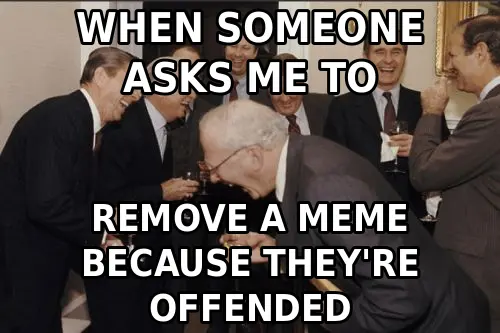 WHEN SOMEONE
ASKS ME TO
REMOVE A MEME
BECAUSE THEY'RE
OFFENDED